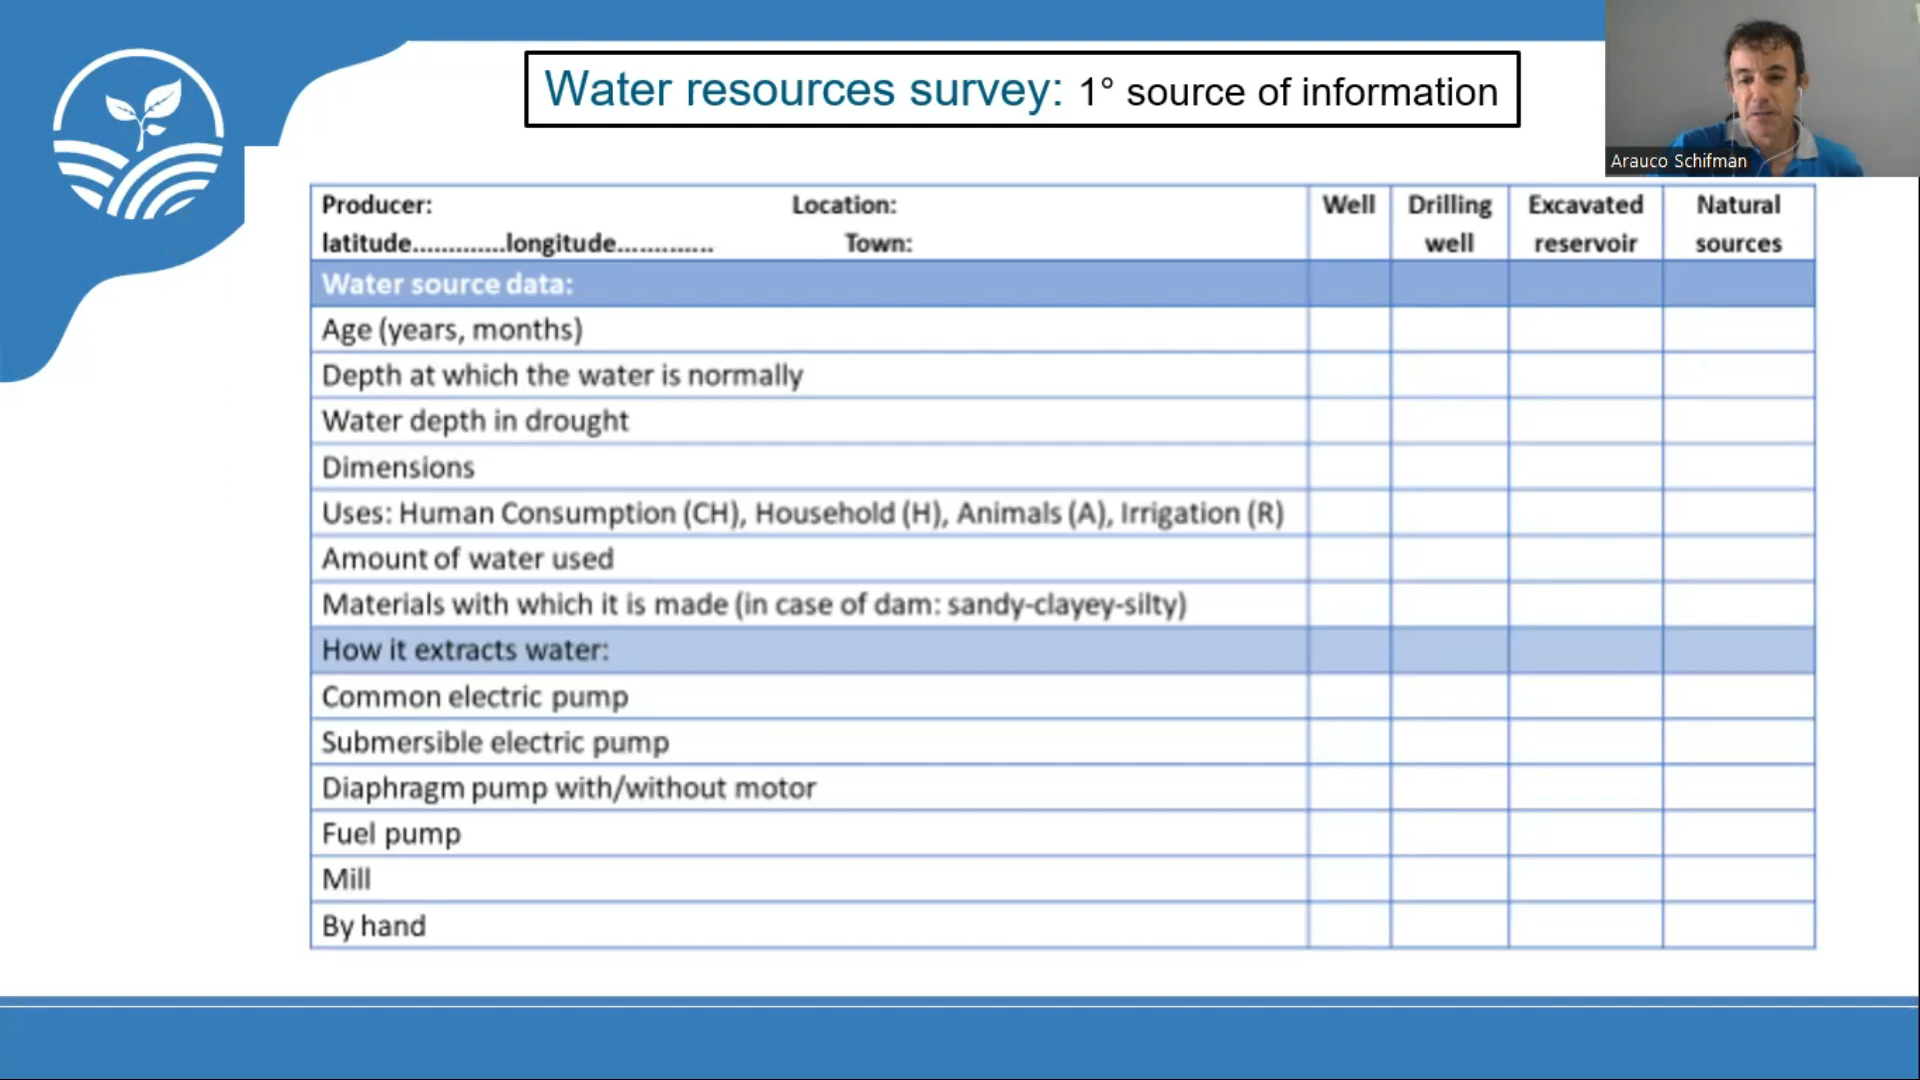 Water resources survey: 1° source of information
Arauco Schifman
Producer: Location:
latitude.............longitude.............. Town:
Well
Drilling well
Excavated reservoir
Natural sources
Water source data:
Age (years, months)
Depth at which the water is normally
Water depth in drought
Dimensions
Uses: Human Consumption (CH), Household (H), Animals (A), Irrigation (R)
Amount of water used
Materials with which it is made (in case of dam: sandy-clayey-silty)
How it extracts water:
Common electric pump
Submersible electric pump
Diaphragm pump with/without motor
Fuel pump
Mill
By hand